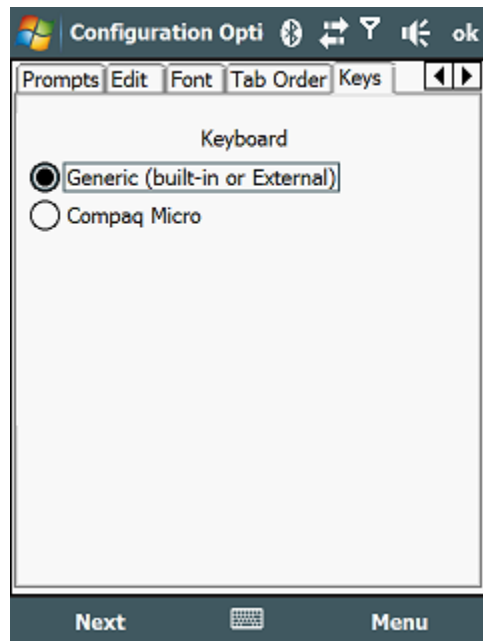 Configuration Opti ok
Prompts Edit Font Tab Order Keys
Keyboard
Generic (built-in or External)
Compaq Micro
Next Menu